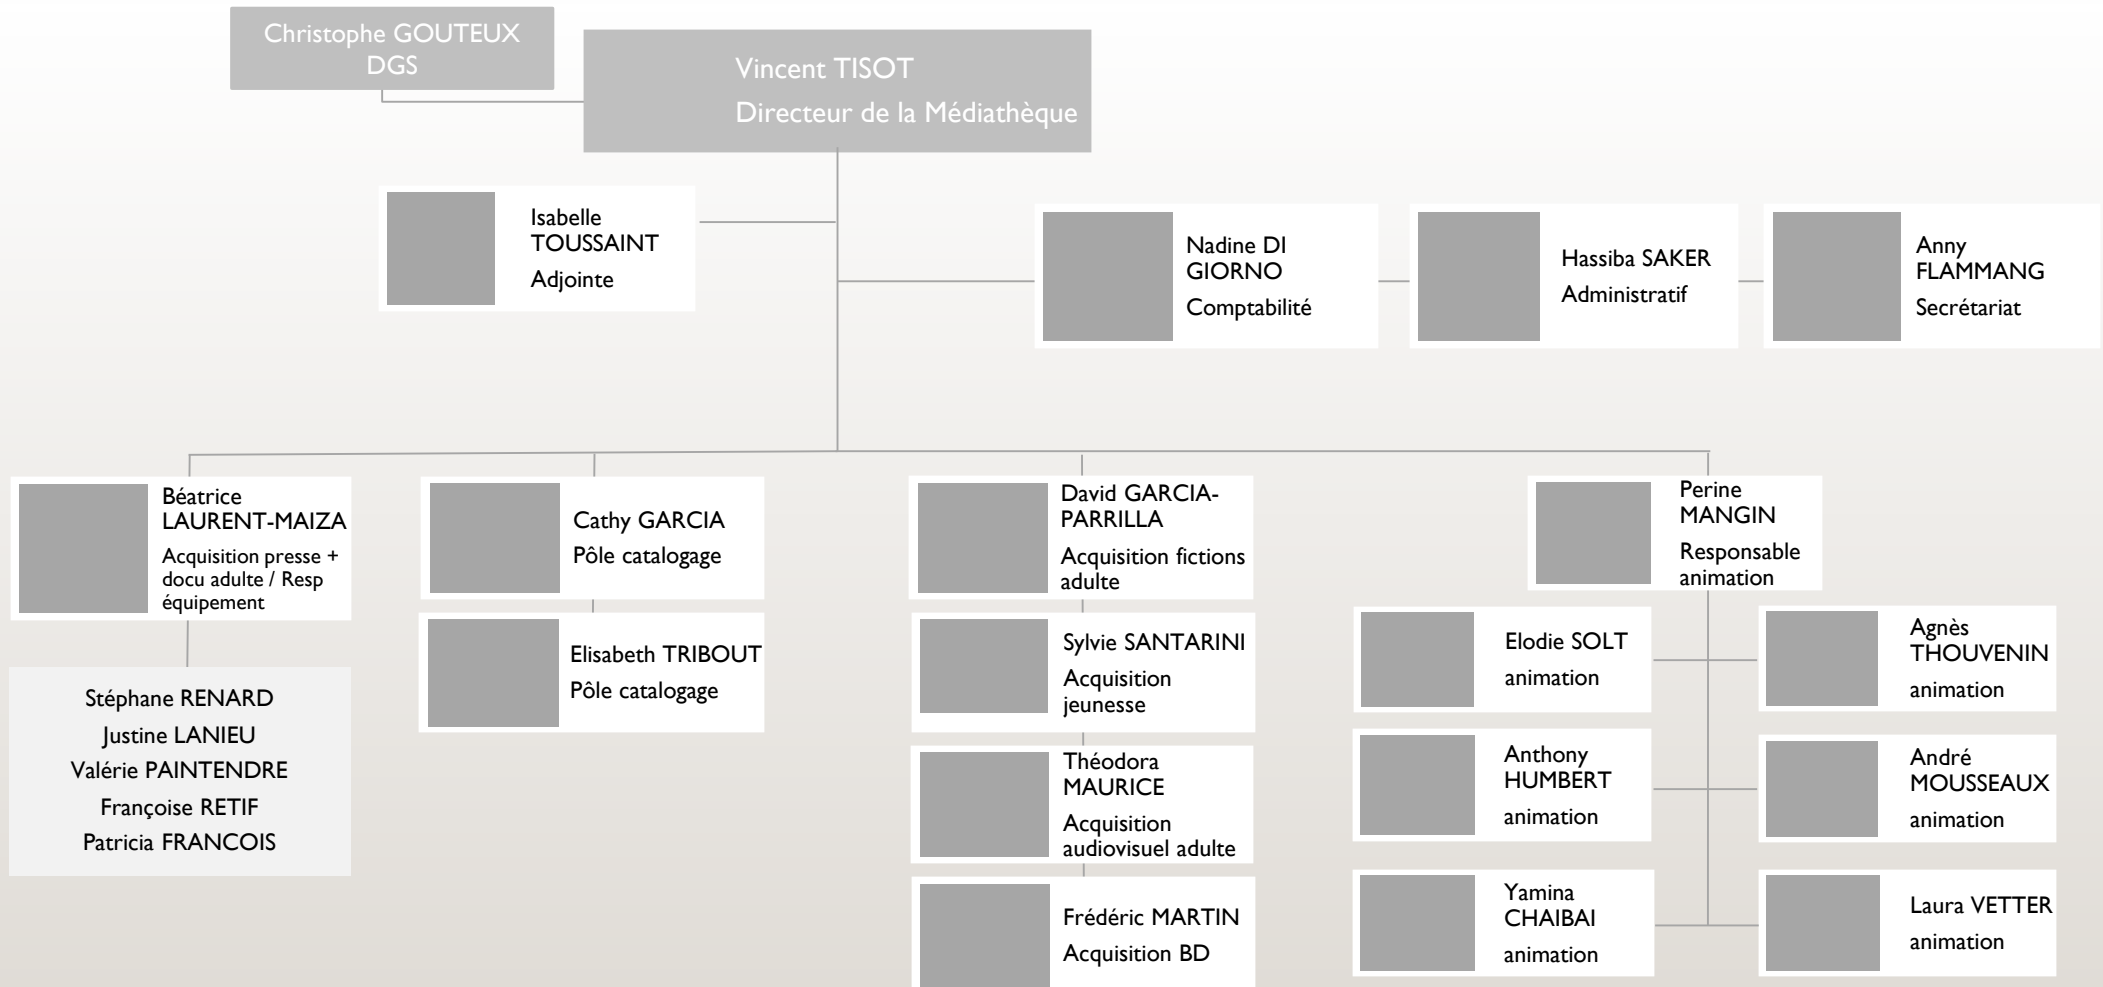 Christophe GOUTEUX
DGS
Vincent TISOT
Directeur de la Médiathèque
Isabelle
TOUSSAINT
Adjointe
Nadine DI
GIORNO
Comptabilité
Hassiba SAKER
Administratif
Anny
FLAMMANG
Secrétariat
Béatrice
LAURENT-MAIZA
Acquisition presse +
docu adulte / Resp
équipement
Stéphane RENARD
Justine LANIEU
Valérie PAINTENDRE
Françoise RETIF
Patricia FRANCOIS
Cathy GARCIA
Pôle catalogage
Elisabeth TRIBOUT
Pôle catalogage
David GARCIA-
PARRILLA
Acquisition fictions
adulte
Sylvie SANTARINI
Acquisition
jeunesse
Théodora
MAURICE
Acquisition
audiovisuel adulte
Frédéric MARTIN
Acquisition BD
Perine
MANGIN
Responsable
animation
Elodie SOLT
animation
Agnès
THOUVENIN
animation
Anthony
HUMBERT
animation
André
MOUSSEAUX
animation
Yamina
CHAIBAI
animation
Laura VETTER
animation